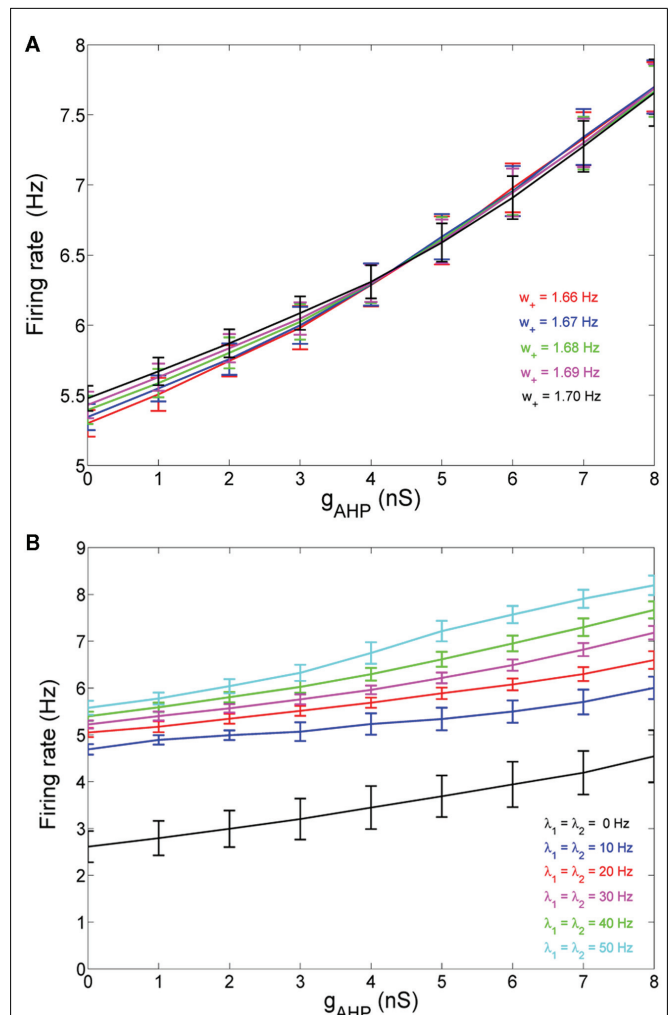 A
8
7.5
7
6.5
6
5.5
5
Firing rate (Hz)
w+ = 1.66 Hz
w+ = 1.67 Hz
w+ = 1.68 Hz
w+ = 1.69 Hz
w+ = 1.70 Hz
0 1 2 3 4 5 6 7 8
gAHP (nS)
B
9
8
7
6
5
4
3
2
1
0
Firing rate (Hz)
λ1 = λ2 = 0 Hz
λ1 = λ2 = 10 Hz
λ1 = λ2 = 20 Hz
λ1 = λ2 = 30 Hz
λ1 = λ2 = 40 Hz
λ1 = λ2 = 50 Hz
0 1 2 3 4 5 6 7 8
gAHP (nS)